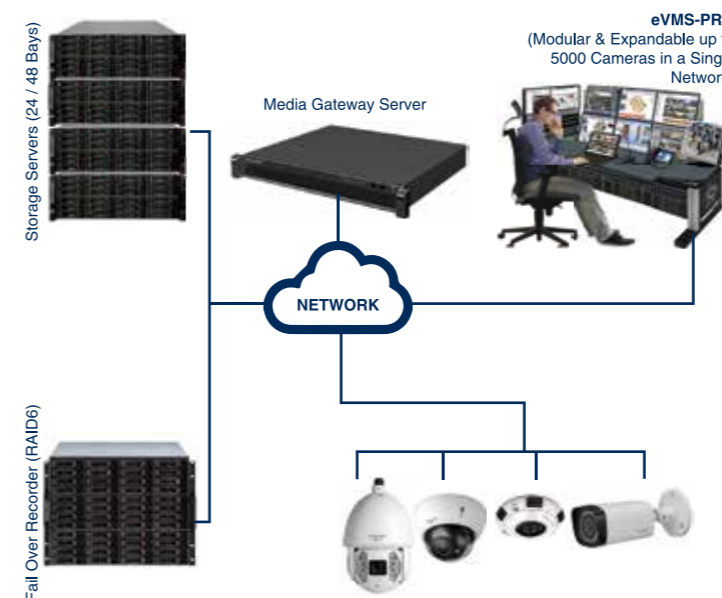 eVMS-PR
(Modular & Expandable up
5000 Cameras in a Sing
Networ
Storage Servers (24 / 48 Bays)
Media Gateway Server
NETWORK
Fail Over Recorder (RAID6)